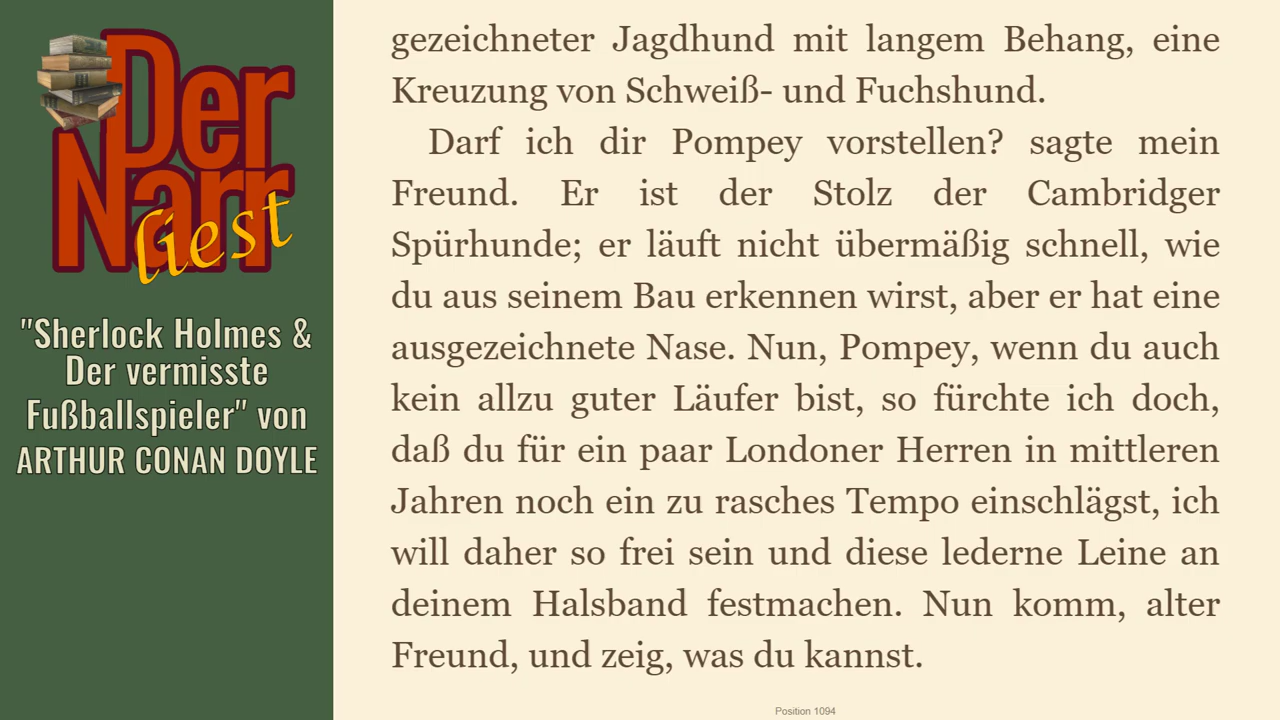 Der
Narr
liest
"Sherlock Holmes &
Der vermisste
Fußballspieler" von
ARTHUR CONAN DOYLE
gezeichneter Jagdhund mit langem Behang, eine
Kreuzung von Schweiß- und Fuchshund.
Darf ich dir Pompey vorstellen? sagte mein
Freund. Er ist der Stolz der Cambridger
Spürhunde; er läuft nicht übermäßig schnell, wie
du aus seinem Bau erkennen wirst, aber er hat eine
ausgezeichnete Nase. Nun, Pompey, wenn du auch
kein allzu guter Läufer bist, so fürchte ich doch,
daß du für ein paar Londoner Herren in mittleren
Jahren noch ein zu rasches Tempo einschlägst, ich
will daher so frei sein und diese lederne Leine an
deinem Halsband festmachen. Nun komm, alter
Freund, und zeig, was du kannst.
Position 1094